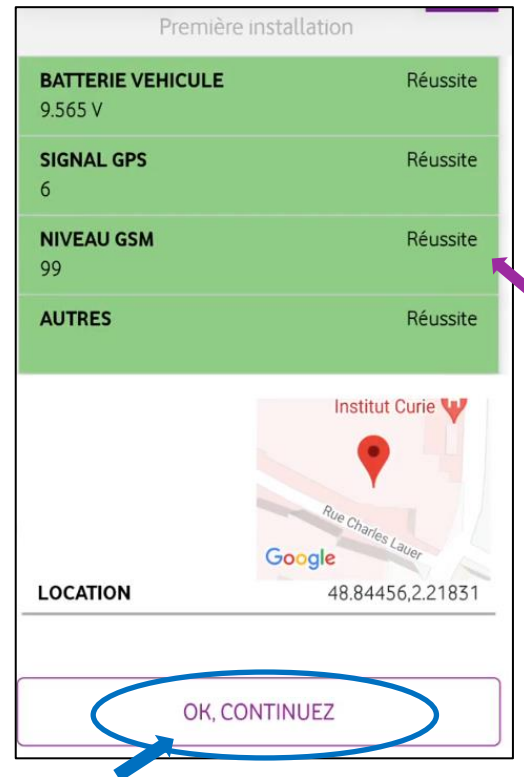 Première installation
BATTERIE VEHICULE Réussite
9.565 V
SIGNAL GPS Réussite
6
NIVEAU GSM Réussite
99
AUTRES Réussite
Institut Curie
Rue Charles Lauer
Google
LOCATION 48.84456,2.21831
OK, CONTINUEZ